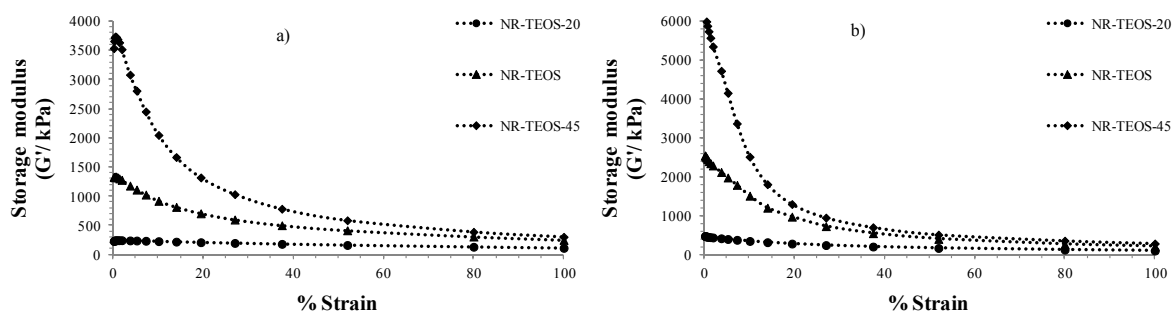 4000
3500
3000
2500
2000
1500
1000
500
0
0 20 40 60 80 100
Storage modulus
(G'/ kPa)
% Strain
a)
NR-TEOS-20
NR-TEOS
NR-TEOS-45
6000
5000
4000
3000
2000
1000
0
0 20 40 60 80 100
Storage modulus
(G'/ kPa)
% Strain
b)
NR-TEOS-20
NR-TEOS
NR-TEOS-45